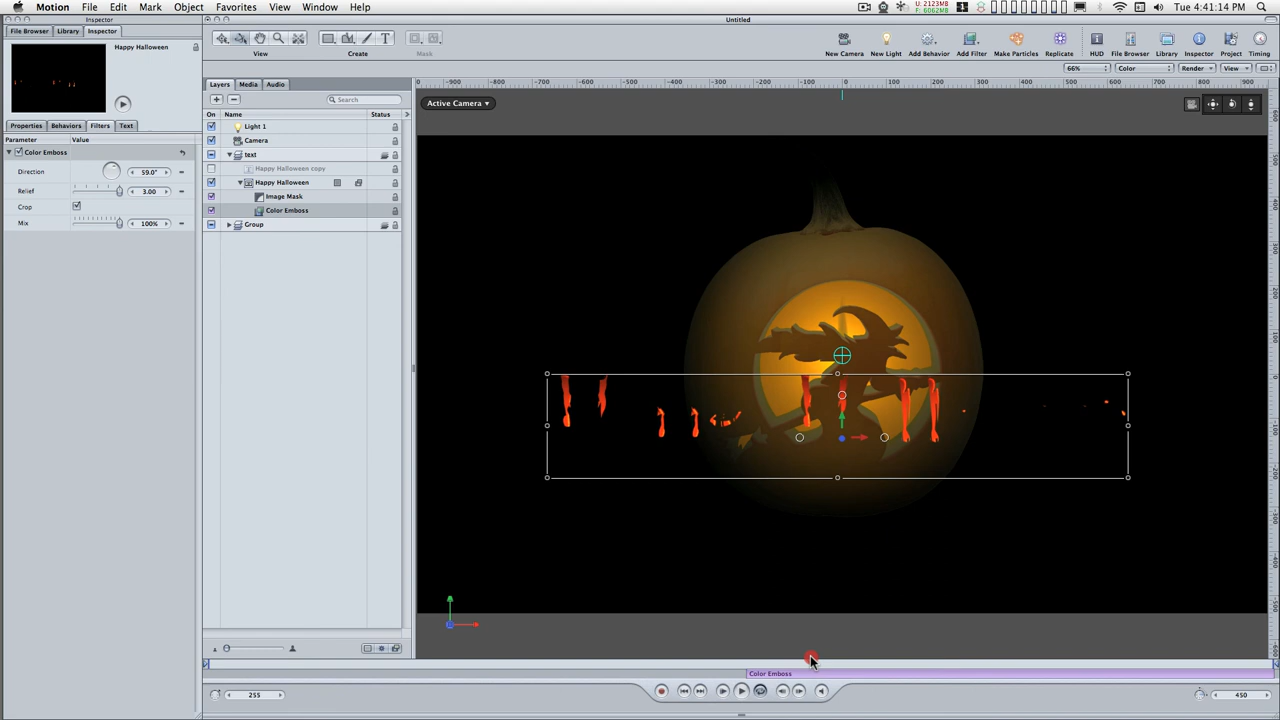 Motion File Edit Mark Object Favorites View Window Help
U: 2123MB
F: 6062MB
Tue 4:41:14 PM
Inspector
Untitled
File Browser Library Inspector
Happy Halloween
View Create Mask
New Camera New Light Add Behavior Add Filter Make Particles Replicate HUD File Browser Library Inspector Project Timing
66% Color Render View
Layers Media Audio
Search
On Name Status
Active Camera
Properties Behaviors Filters Text
Parameter Value
Color Emboss
Direction 59.0°
Relief 3.00
Crop
Mix 100%
Light 1
Camera
text
Happy Halloween copy
Happy Halloween
Image Mask
Color Emboss
Group
Color Emboss
255
450